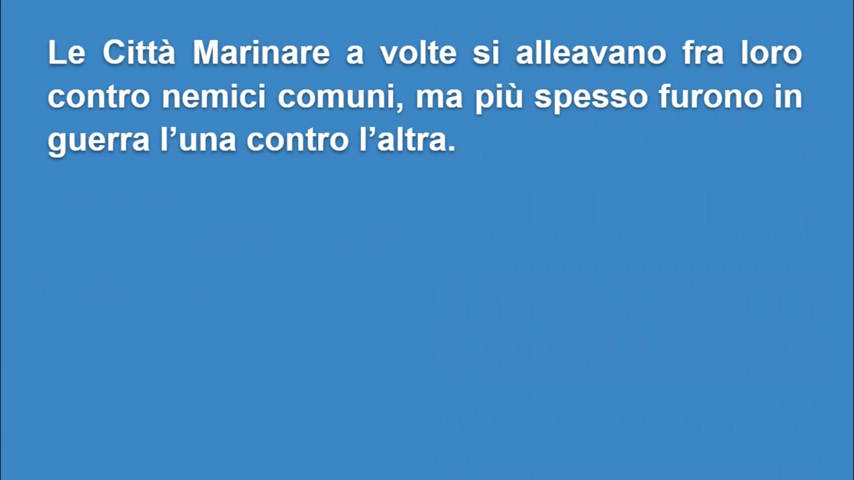 Le Città Marinare a volte si alleavano fra loro
contro nemici comuni, ma più spesso furono in
guerra l’una contro l’altra.